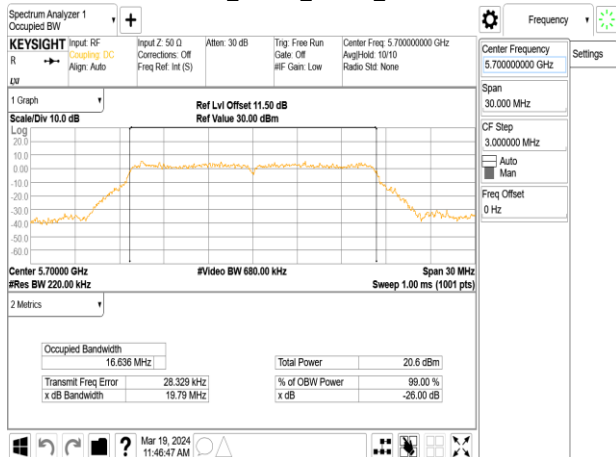 Spectrum Analyzer 1
Occupied BW
+
Frequency
KEYSIGHT
R
LXI
Input: RF
Coupling: DC
Align: Auto
Input Z: 50 Ω
Corrections: Off
Freq Ref: Int (S)
Atten: 30 dB
Trig: Free Run
Gate: Off
#IF Gain: Low
Center Freq: 5.700000000 GHz
Avg|Hold: 10/10
Radio Std: None
Center Frequency
5.700000000 GHz
Settings
Span
30.000 MHz
CF Step
3.000000 MHz
Auto
Man
Freq Offset
0 Hz
1 Graph
Scale/Div 10.0 dB
Ref Lvl Offset 11.50 dB
Ref Value 30.00 dBm
Log
20.0
10.0
0.00
-10.0
-20.0
-30.0
-40.0
-50.0
-60.0
Center 5.70000 GHz
#Video BW 680.00 kHz
Span 30 MHz
#Res BW 220.00 kHz
Sweep 1.00 ms (1001 pts)
2 Metrics
Occupied Bandwidth
16.636 MHz
Total Power 20.6 dBm
Transmit Freq Error 28.329 kHz
% of OBW Power 99.00 %
x dB Bandwidth 19.79 MHz
x dB -26.00 dB
?
Mar 19, 2024
11:46:47 AM